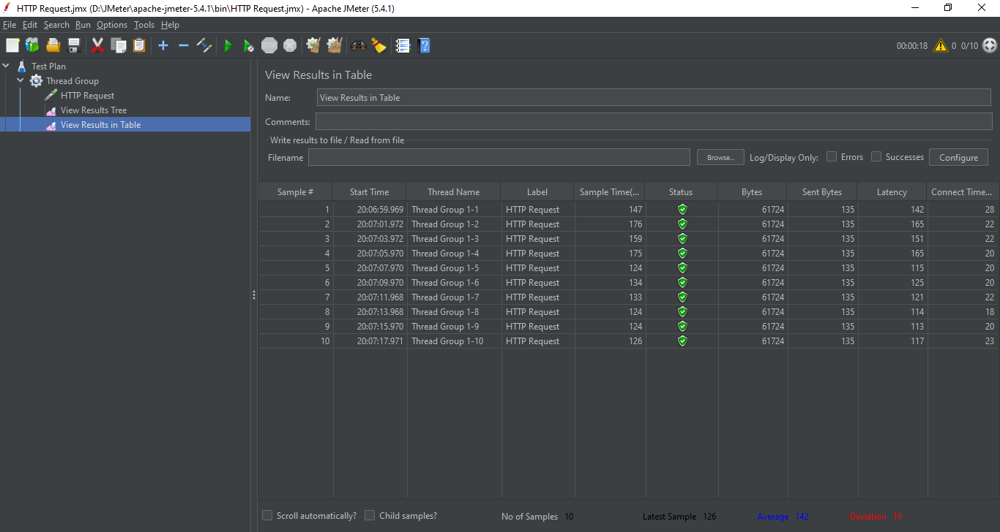 HTTP Request.jmx (D:\JMeter\apache-jmeter-5.4.1\bin\HTTP Request.jmx) - Apache JMeter (5.4.1)
File Edit Search Run Options Tools Help
STOP 00:00:18 0 0/10
Test Plan
Thread Group
HTTP Request
View Results Tree
View Results in Table
View Results in Table
Name: View Results in Table
Comments:
Write results to file / Read from file
Filename Browse... Log/Display Only: Errors Successes Configure
Sample # Start Time Thread Name Label Sample Time(... Status Bytes Sent Bytes Latency Connect Time...
1 20:06:59.969 Thread Group 1-1 HTTP Request 147 61724 135 142 28
2 20:07:01.972 Thread Group 1-2 HTTP Request 176 61724 135 165 22
3 20:07:03.972 Thread Group 1-3 HTTP Request 159 61724 135 151 22
4 20:07:05.970 Thread Group 1-4 HTTP Request 175 61724 135 165 20
5 20:07:07.970 Thread Group 1-5 HTTP Request 124 61724 135 115 20
6 20:07:09.970 Thread Group 1-6 HTTP Request 134 61724 135 125 20
7 20:07:11.968 Thread Group 1-7 HTTP Request 133 61724 135 121 22
8 20:07:13.968 Thread Group 1-8 HTTP Request 124 61724 135 114 18
9 20:07:15.970 Thread Group 1-9 HTTP Request 124 61724 135 113 20
10 20:07:17.971 Thread Group 1-10 HTTP Request 126 61724 135 117 23
Scroll automatically? Child samples? No of Samples 10 Latest Sample 126 Average 142 Deviation 19